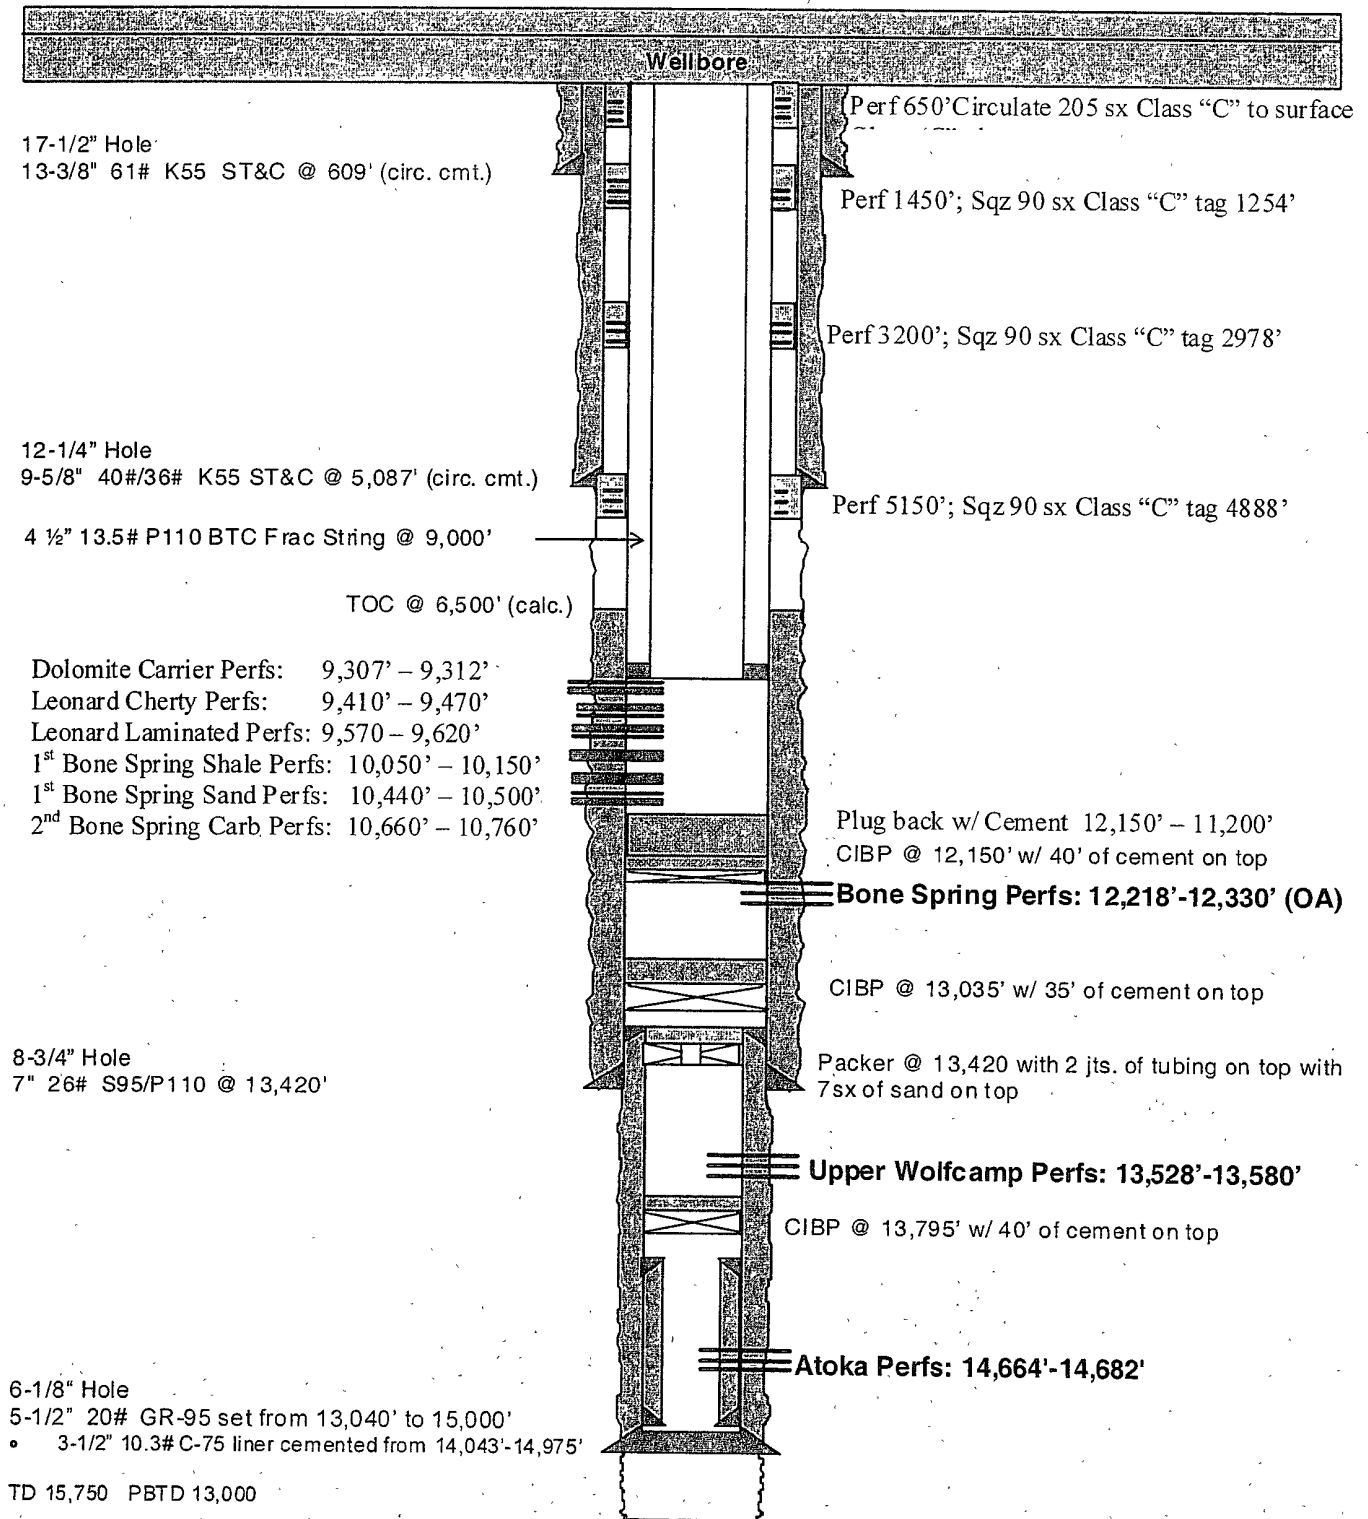 Wellbore
Perf 650’Circulate 205 sx Class “C” to surface
17-1/2” Hole
13-3/8" 61# K55 ST&C @ 609' (circ. cmt.)
Perf 1450’; Sqz 90 sx Class “C” tag 1254’
Perf 3200’; Sqz 90 sx Class “C” tag 2978’
12-1/4” Hole
9-5/8" 40#/36# K55 ST&C @ 5,087' (circ. cmt.)
Perf 5150’; Sqz 90 sx Class “C” tag 4888’
4 ½” 13.5# P110 BTC Frac String @ 9,000’
TOC @ 6,500' (calc.)
Dolomite Carrier Perfs: 9,307’ – 9,312’
Leonard Cherty Perfs: 9,410’ – 9,470’
Leonard Laminated Perfs: 9,570 – 9,620’
1st Bone Spring Shale Perfs: 10,050’ – 10,150’
1st Bone Spring Sand Perfs: 10,440’ – 10,500’
2nd Bone Spring Carb Perfs: 10,660’ – 10,760’
Plug back w/ Cement 12,150’ – 11,200’
CIBP @ 12,150’ w/ 40’ of cement on top
Bone Spring Perfs: 12,218’-12,330’ (OA)
CIBP @ 13,035’ w/ 35’ of cement on top
8-3/4” Hole
7" 26# S95/P110 @ 13,420'
Packer @ 13,420 with 2 jts. of tubing on top with
7sx of sand on top
Upper Wolfcamp Perfs: 13,528’-13,580’
CIBP @ 13,795’ w/ 40’ of cement on top
Atoka Perfs: 14,664'-14,682'
6-1/8" Hole
5-1/2" 20# GR-95 set from 13,040’ to 15,000’
• 3-1/2" 10.3# C-75 liner cemented from 14,043'-14,975’
TD 15,750 PBTD 13,000